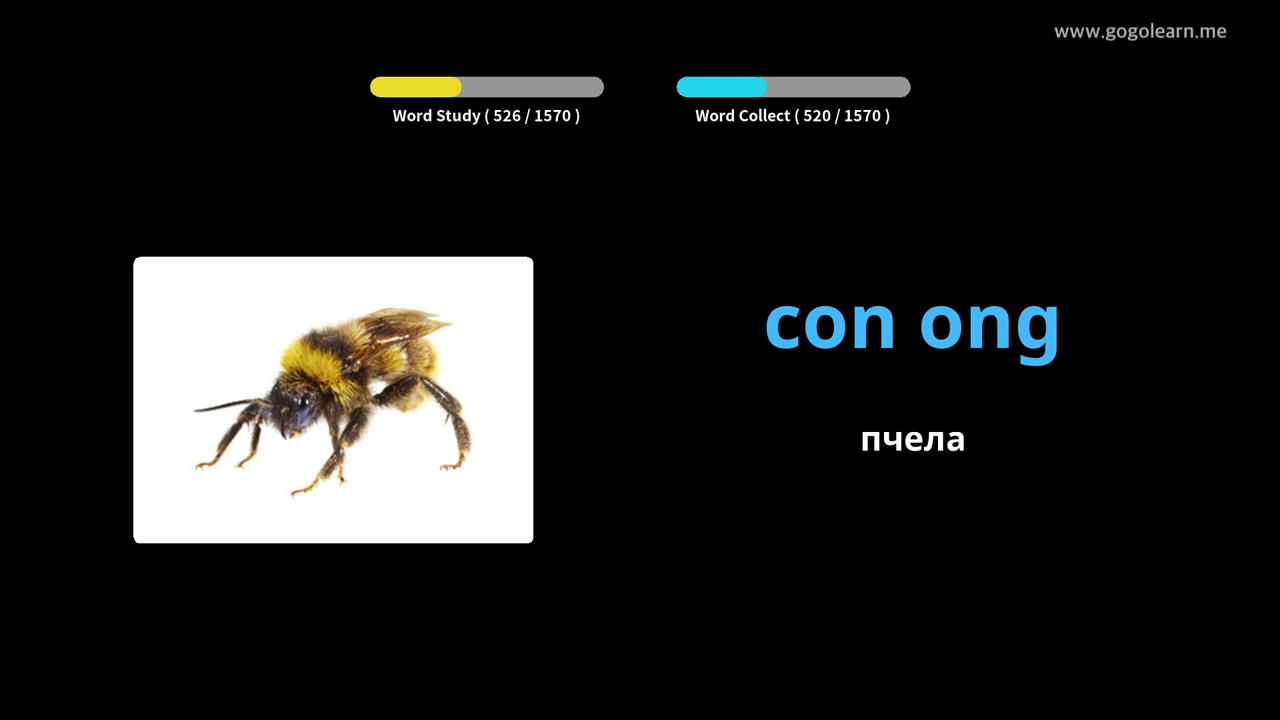 www.gogolearn.me
Word Study ( 526 / 1570 )
Word Collect ( 520 / 1570 )
con ong
пчела